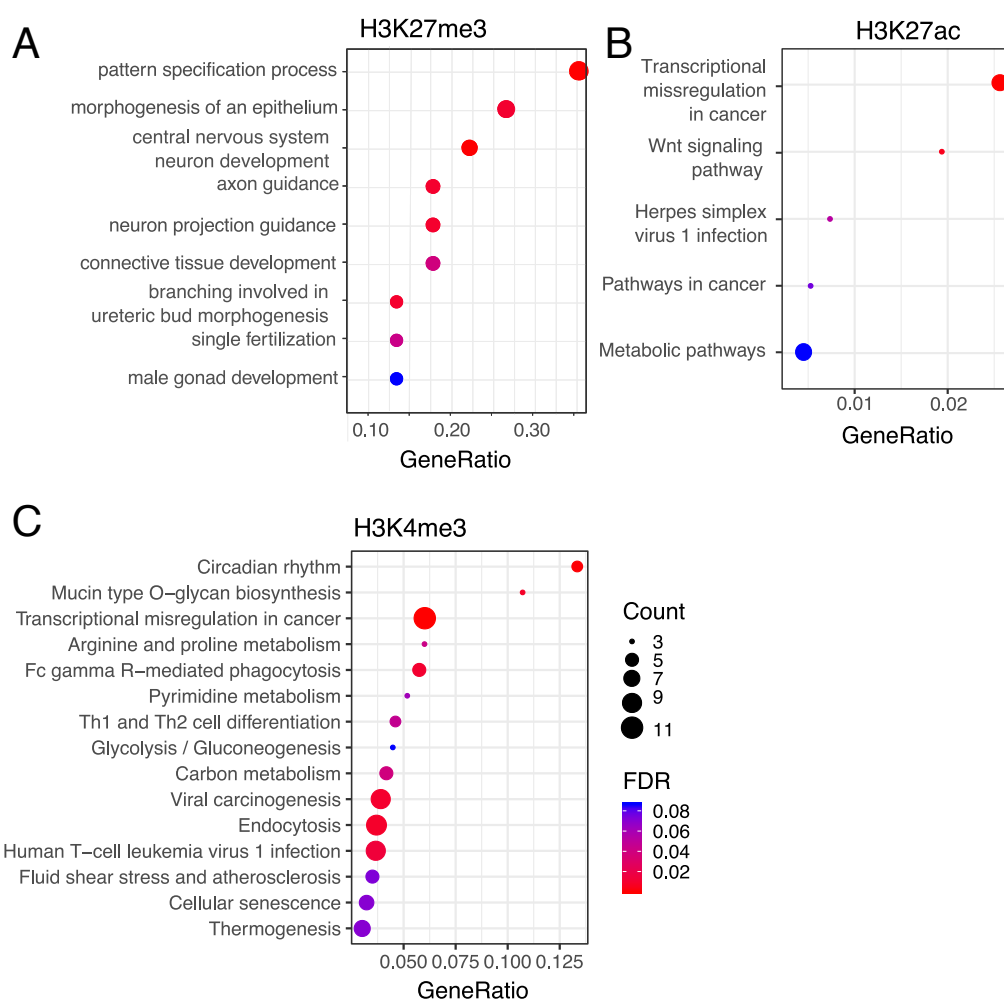 A
H3K27me3
pattern specification process
morphogenesis of an epithelium
central nervous system
neuron development
axon guidance
neuron projection guidance
connective tissue development
branching involved in
ureteric bud morphogenesis
single fertilization
male gonad development
0.10 0.20 0.30
GeneRatio
B
H3K27ac
Transcriptional
missregulation
in cancer
Wnt signaling
pathway
Herpes simplex
virus 1 infection
Pathways in cancer
Metabolic pathways
0.01 0.02
GeneRatio
C
H3K4me3
Circadian rhythm
Mucin type O−glycan biosynthesis
Transcriptional misregulation in cancer
Arginine and proline metabolism
Fc gamma R−mediated phagocytosis
Pyrimidine metabolism
Th1 and Th2 cell differentiation
Glycolysis / Gluconeogenesis
Carbon metabolism
Viral carcinogenesis
Endocytosis
Human T−cell leukemia virus 1 infection
Fluid shear stress and atherosclerosis
Cellular senescence
Thermogenesis
0.050 0.075 0.100 0.125
GeneRatio
Count
3
5
7
9
11
FDR
0.08
0.06
0.04
0.02